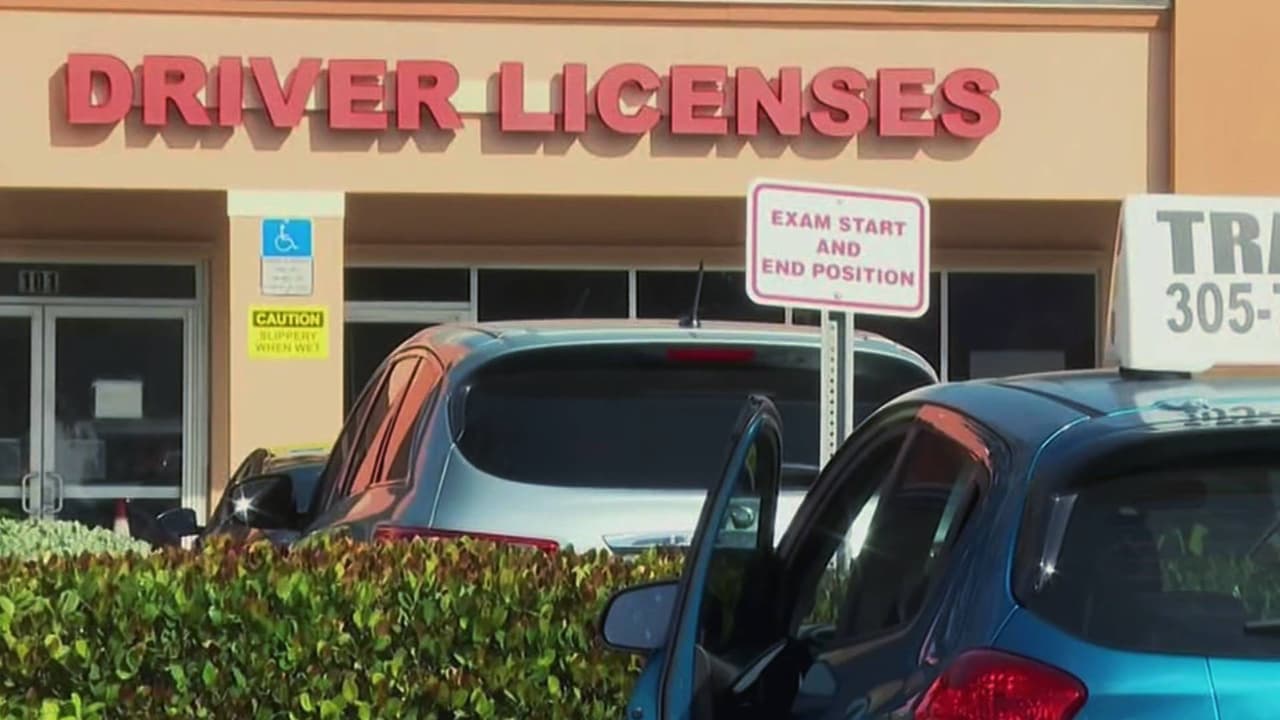 DRIVER LICENSES
EXAM START
AND
END POSITION
101
CAUTION
SLIPPERY
WHEN WET
TRA
305-